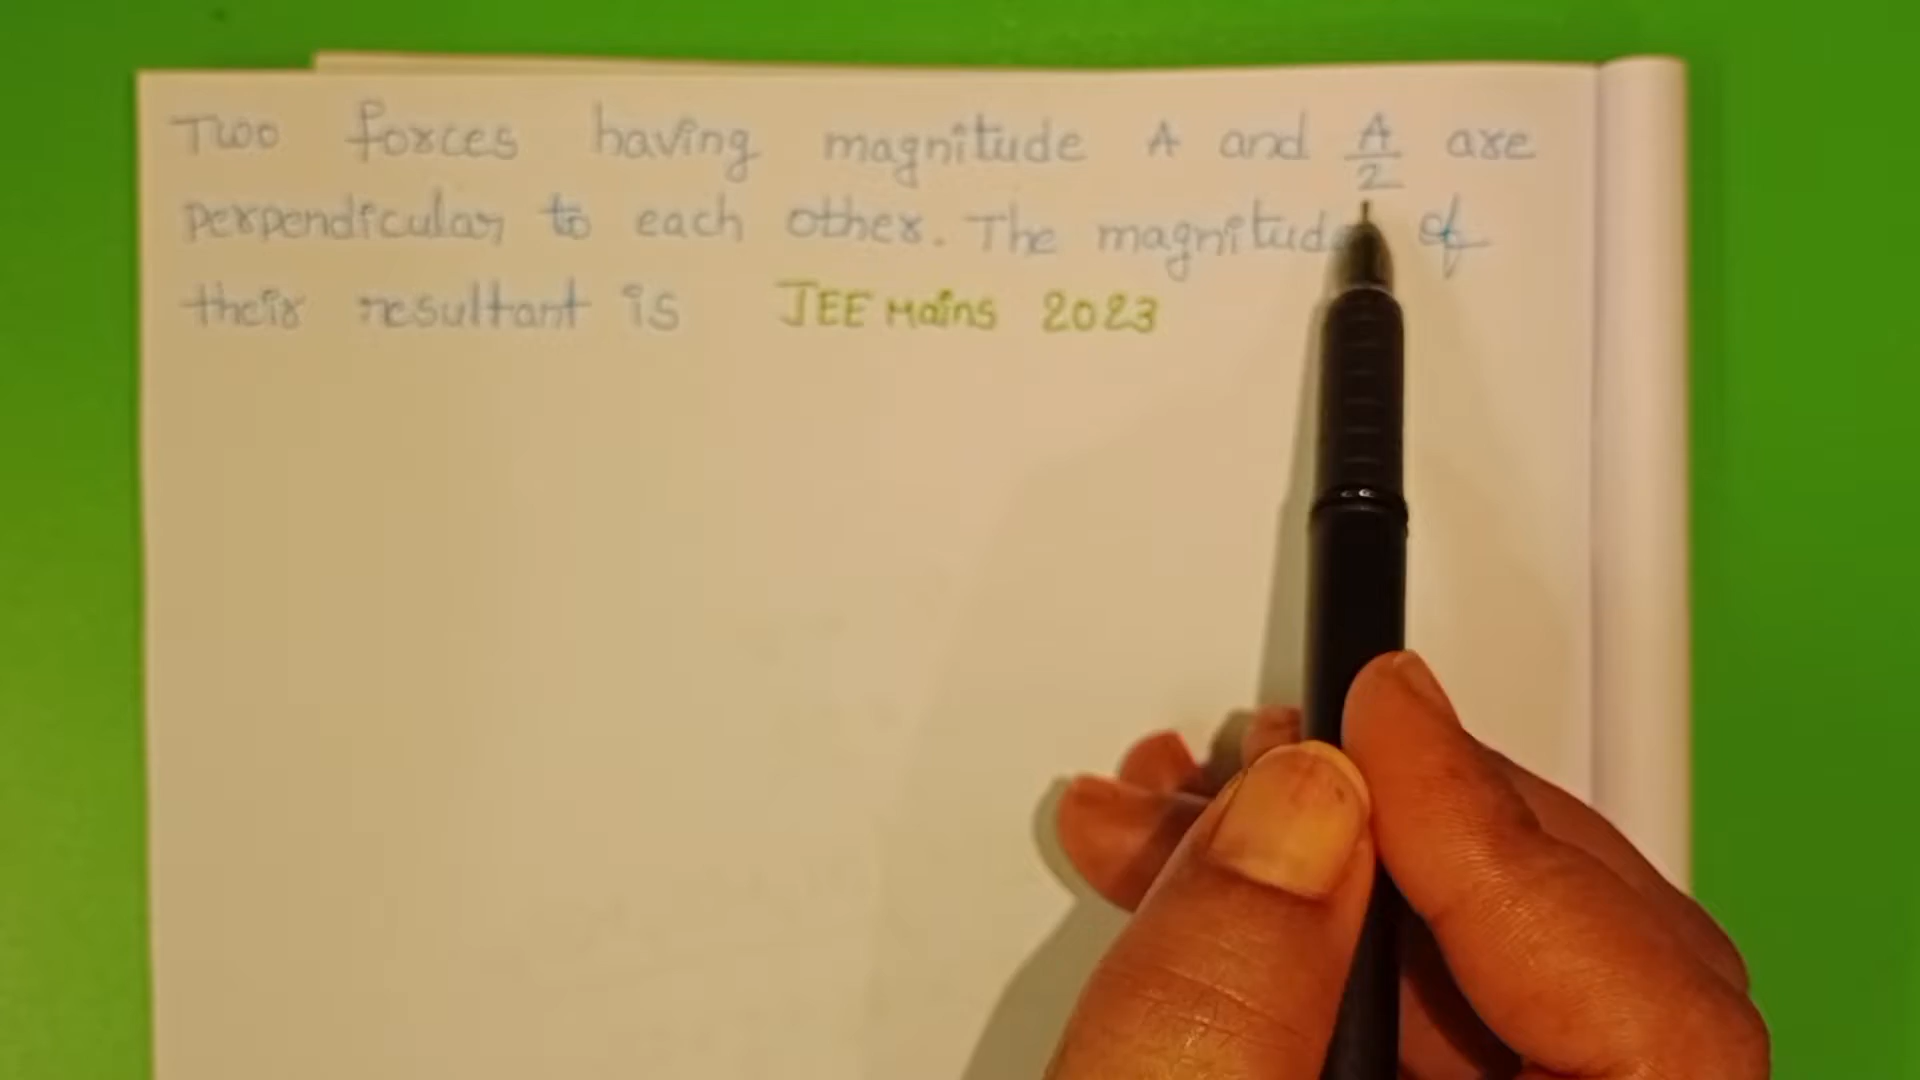 Two forces having magnitude A and A/2 are
perpendicular to each other. The magnitude of
their resultant is JEE Mains 2023